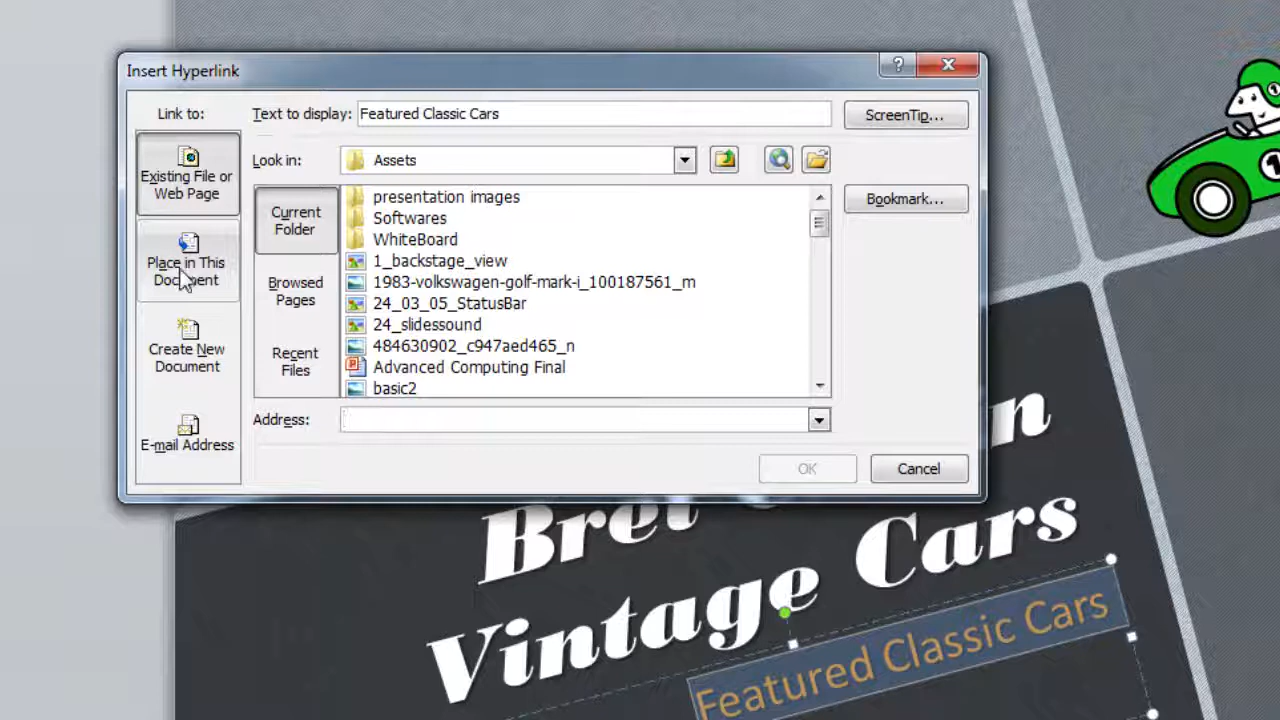 Insert Hyperlink
Link to:
Text to display:
Featured Classic Cars
ScreenTip...
Existing File or
Web Page
Place in This
Document
Create New
Document
E-mail Address
Look in:
Assets
Current
Folder
Browsed
Pages
Recent
Files
presentation images
Softwares
WhiteBoard
1_backstage_view
1983-volkswagen-golf-mark-i_100187561_m
24_03_05_StatusBar
24_slidessound
484630902_c947aed465_n
Advanced Computing Final
basic2
Bookmark...
Address:
OK
Cancel
1
Vintage Cars
Featured Classic Cars